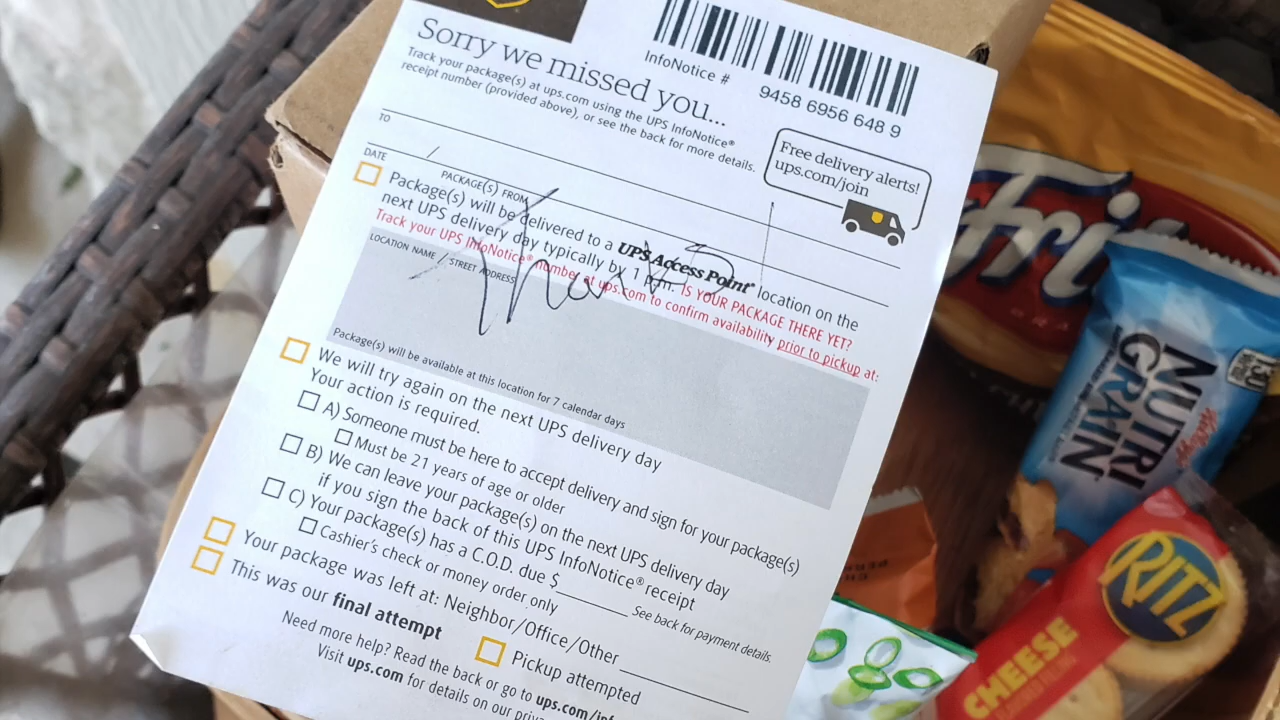 Sorry we missed you...
Track your package(s) at ups.com using the UPS InfoNotice®
receipt number (provided above), or see the back for more details.
InfoNotice #
9458 6956 648 9
Free delivery alerts!
ups.com/join
TO
DATE
PACKAGE(S) FROM
Package(s) will be delivered to a UPS Access Point® location on the
next UPS delivery day typically by 1 p.m. IS YOUR PACKAGE THERE YET?
Track your UPS InfoNotice® number at ups.com to confirm availability prior to pickup at:
LOCATION NAME / STREET ADDRESS
Package(s) will be available at this location for 7 calendar days
We will try again on the next UPS delivery day
Your action is required.
A) Someone must be here to accept delivery and sign for your package(s)
Must be 21 years of age or older
B) We can leave your package(s) on the next UPS delivery day
if you sign the back of this UPS InfoNotice® receipt
C) Your package(s) has a C.O.D. due $
Cashier's check or money order only
See back for payment details.
Your package was left at: Neighbor/Office/Other
This was our final attempt
Pickup attempted
Need more help? Read the back or go to ups.com/
Visit ups.com for details on our
Fri
NUTRI
GRAIN
Kellogg's
RITZ
CHEESE